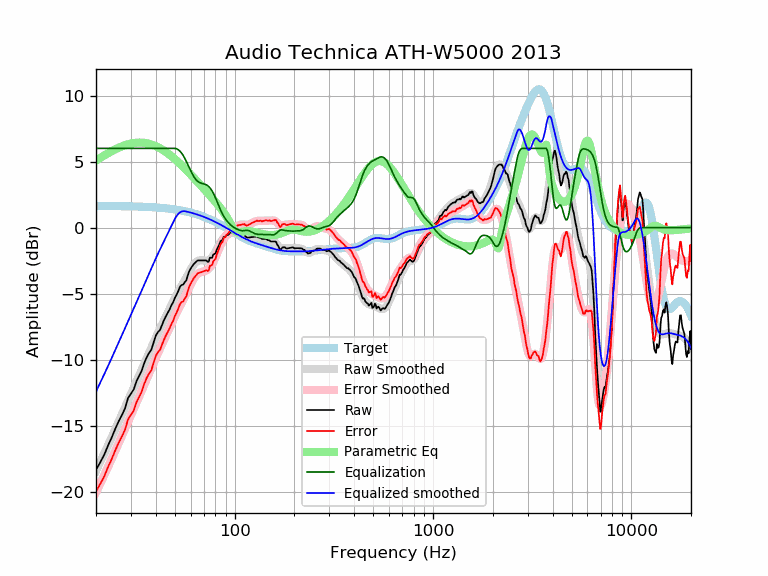 Audio Technica ATH-W5000 2013
Amplitude (dBr)
10
5
0
−5
−10
−15
−20
Target
Raw Smoothed
Error Smoothed
Raw
Error
Parametric Eq
Equalization
Equalized smoothed
100
1000
10000
Frequency (Hz)